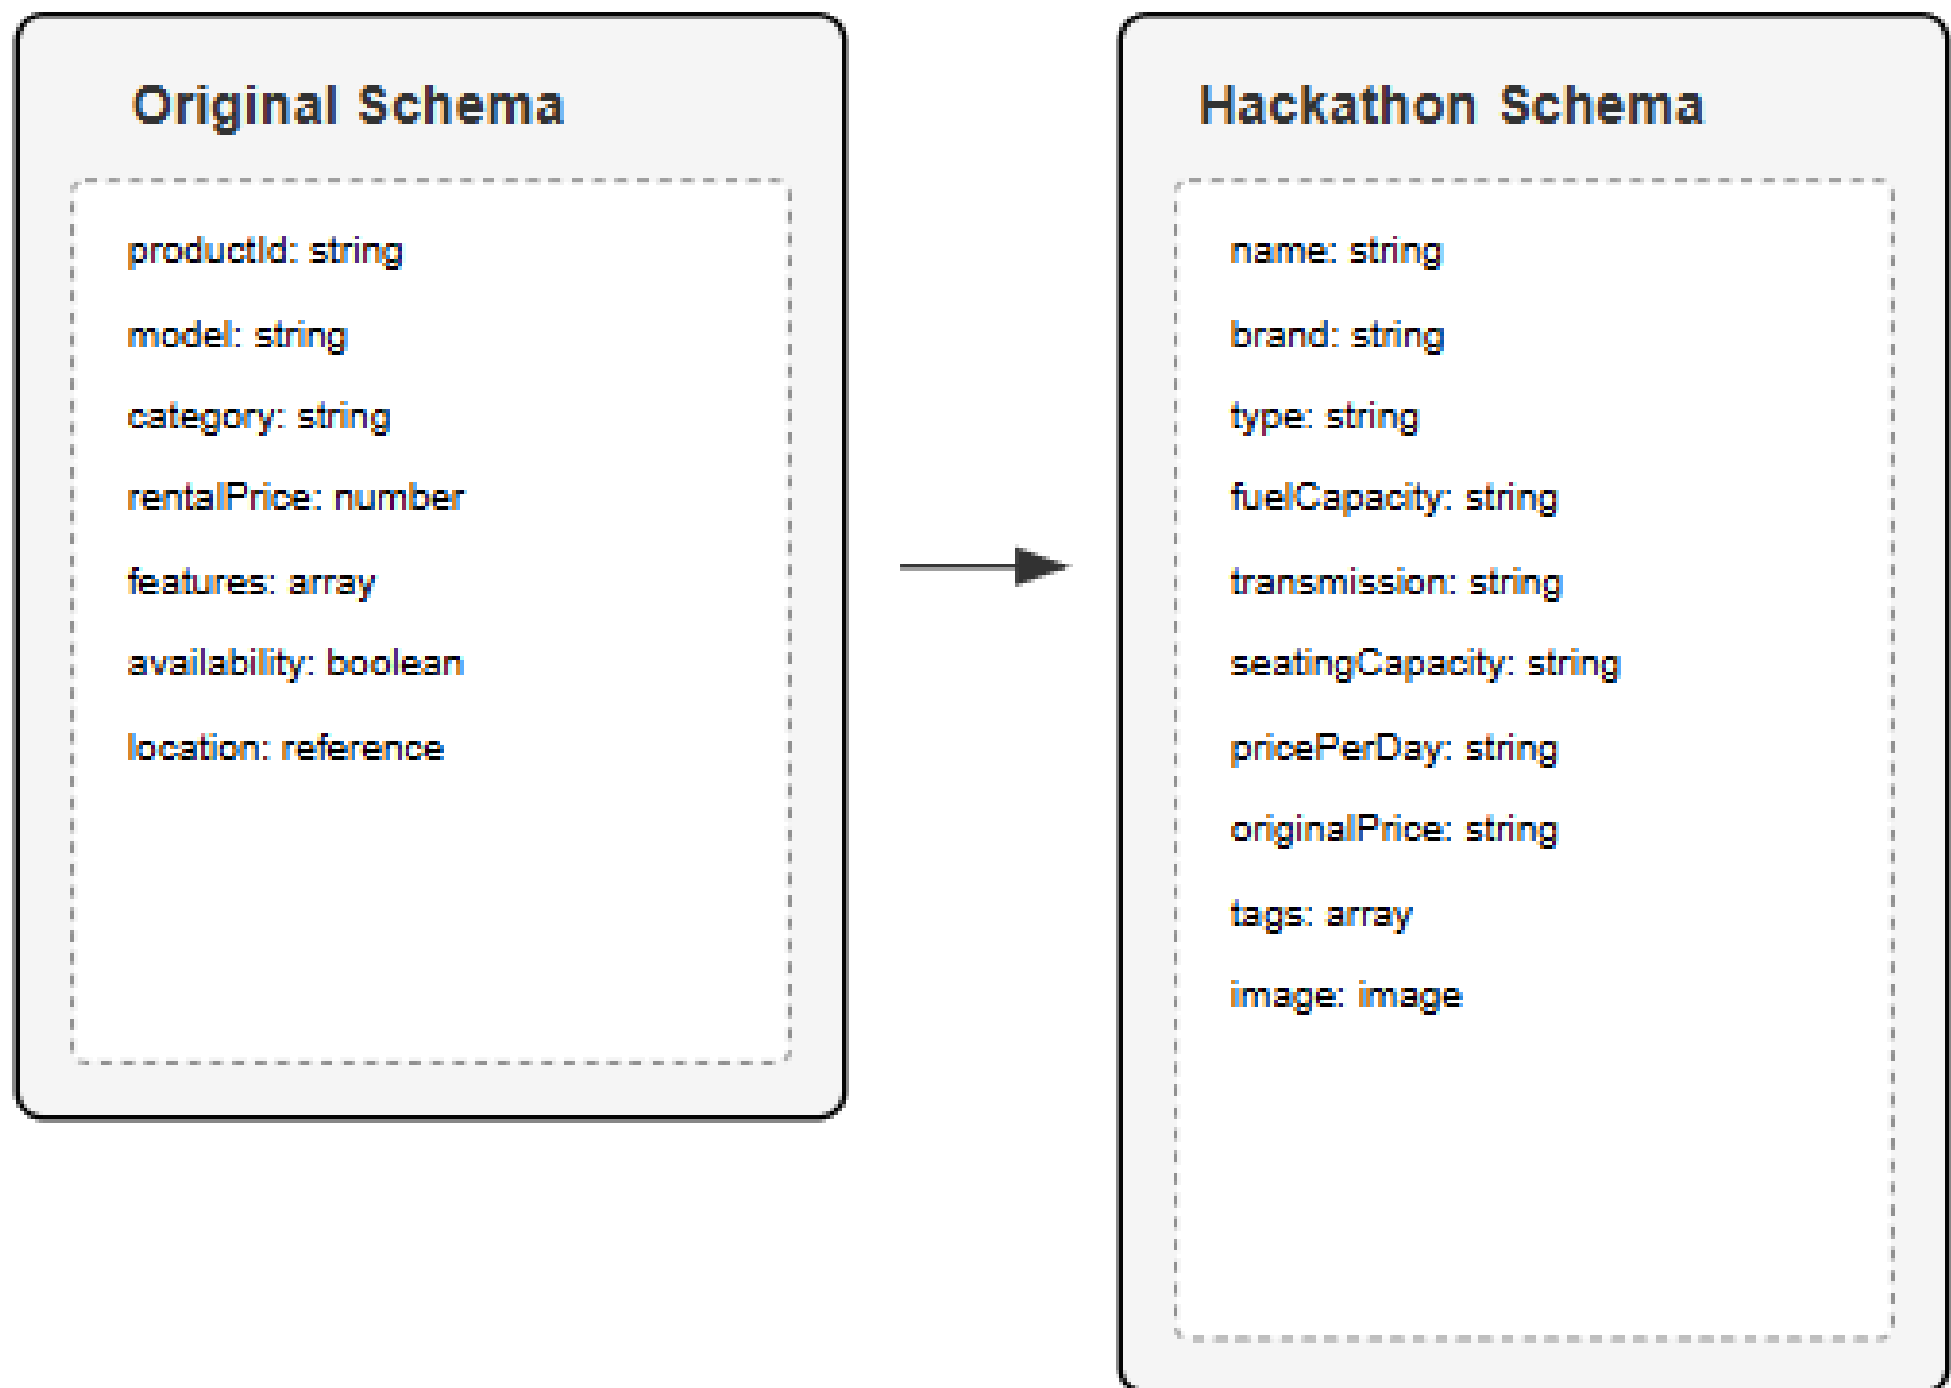 Original Schema
productId: string
model: string
category: string
rentalPrice: number
features: array
availability: boolean
location: reference
Hackathon Schema
name: string
brand: string
type: string
fuelCapacity: string
transmission: string
seatingCapacity: string
pricePerDay: string
originalPrice: string
tags: array
image: image